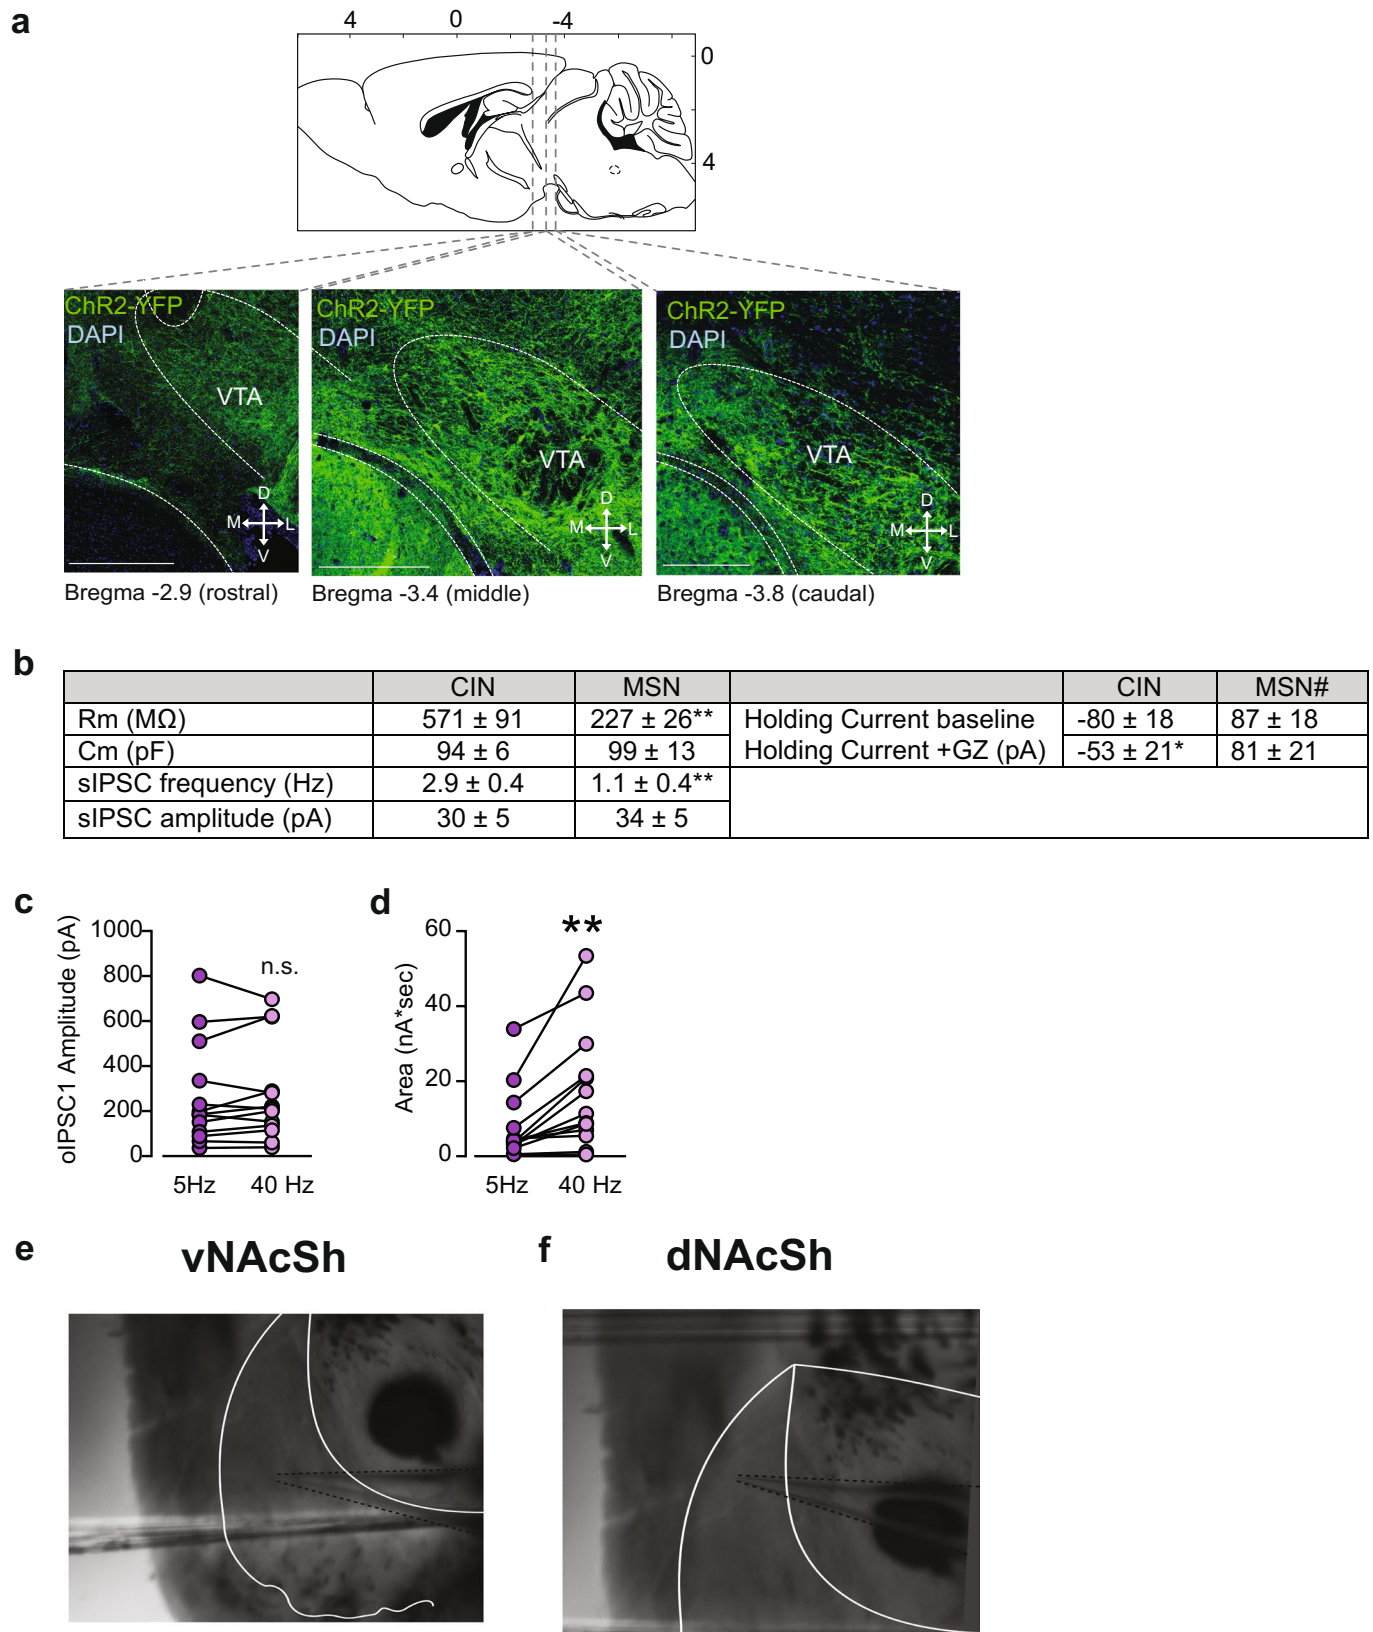 a
4 0 -4
0
4
ChR2-YFP
DAPI
VTA
D
M L
V
Bregma -2.9 (rostral)
ChR2-YFP
DAPI
VTA
D
M L
V
Bregma -3.4 (middle)
ChR2-YFP
DAPI
VTA
D
M L
V
Bregma -3.8 (caudal)
b
CIN MSN CIN MSN#
Rm (MΩ) 571 ± 91 227 ± 26** Holding Current baseline -80 ± 18 87 ± 18
Cm (pF) 94 ± 6 99 ± 13 Holding Current +GZ (pA) -53 ± 21* 81 ± 21
sIPSC frequency (Hz) 2.9 ± 0.4 1.1 ± 0.4**
sIPSC amplitude (pA) 30 ± 5 34 ± 5
c
oIPSC1 Amplitude (pA)
1000
800
600
400
200
0
n.s.
5Hz 40 Hz
d
Area (nA*sec)
60
40
20
0
**
5Hz 40 Hz
e vNAcSh
f dNAcSh